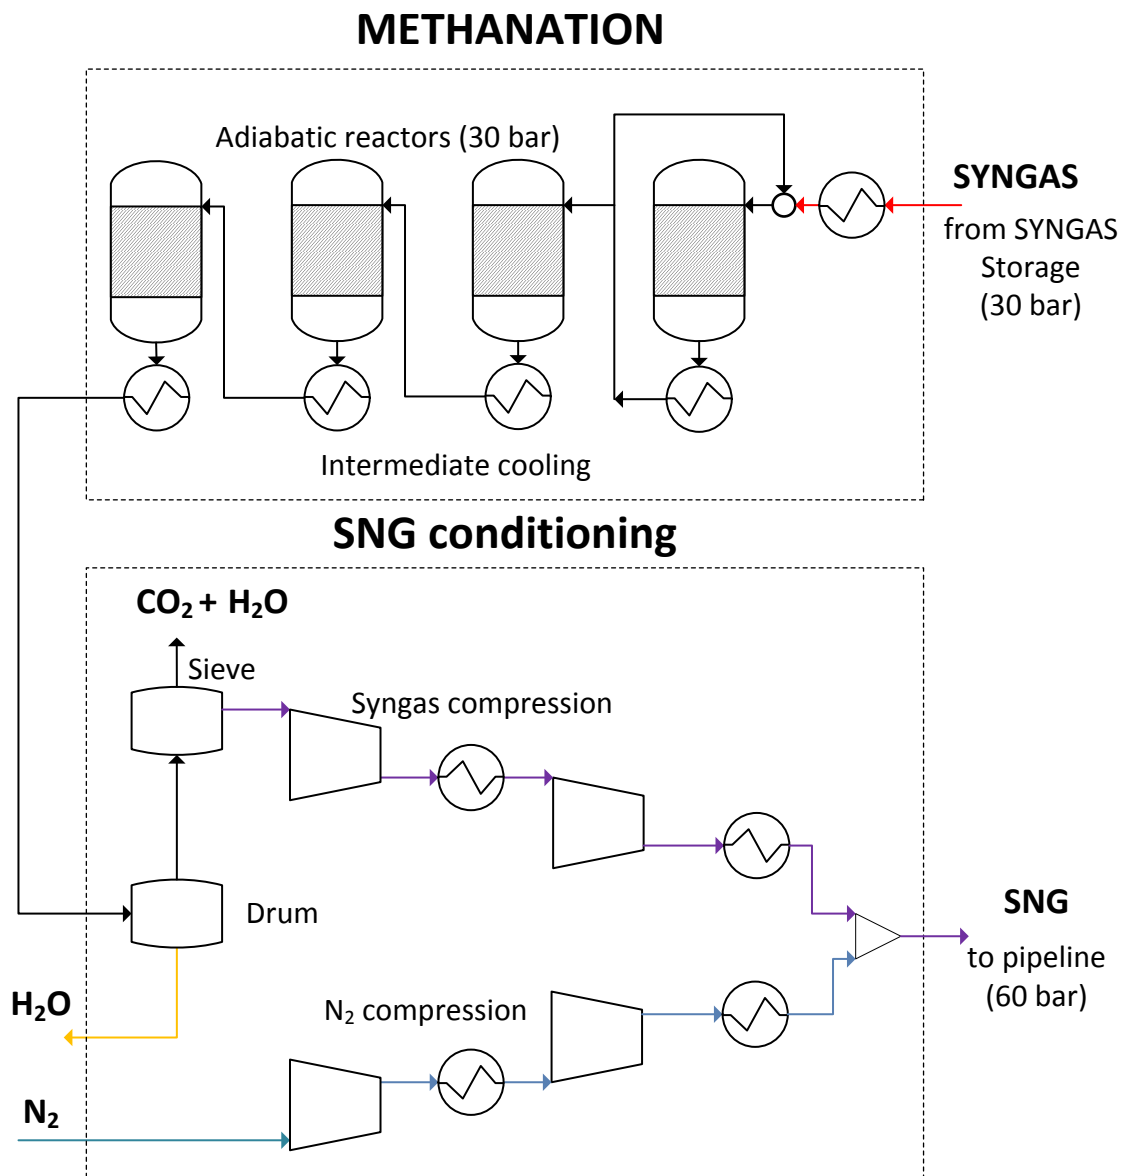 METHANATION
Adiabatic reactors (30 bar)
SYNGAS
from SYNGAS
Storage
(30 bar)
Intermediate cooling
SNG conditioning
CO₂ + H₂O
Sieve
Syngas compression
Drum
SNG
to pipeline
(60 bar)
H₂O
N₂ compression
N₂